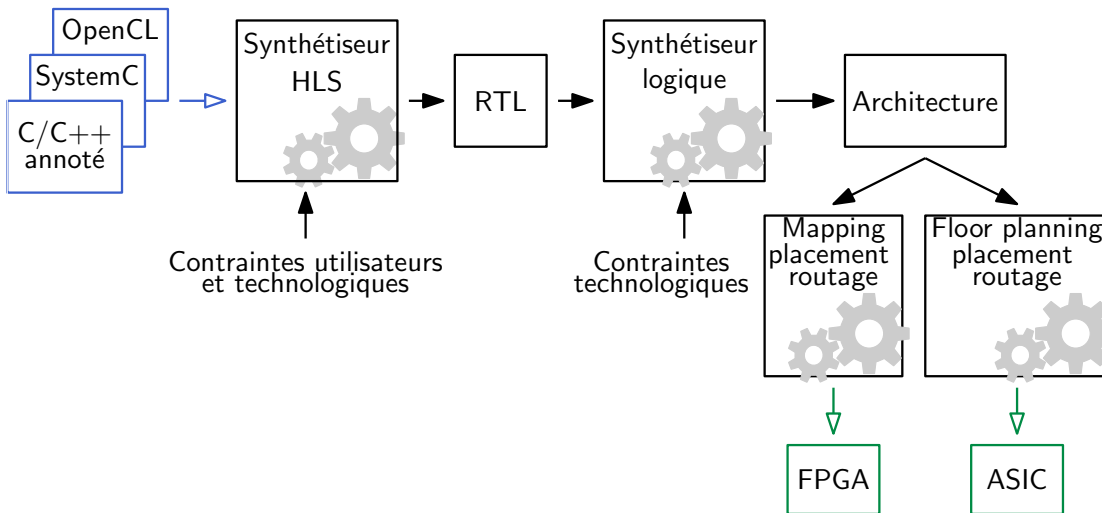 OpenCL
SystemC
C/C++
annoté
Synthétiseur
HLS
RTL
Synthétiseur
logique
Architecture
Contraintes utilisateurs
et technologiques
Contraintes
technologiques
Mapping
placement
routage
Floor planning
placement
routage
FPGA
ASIC